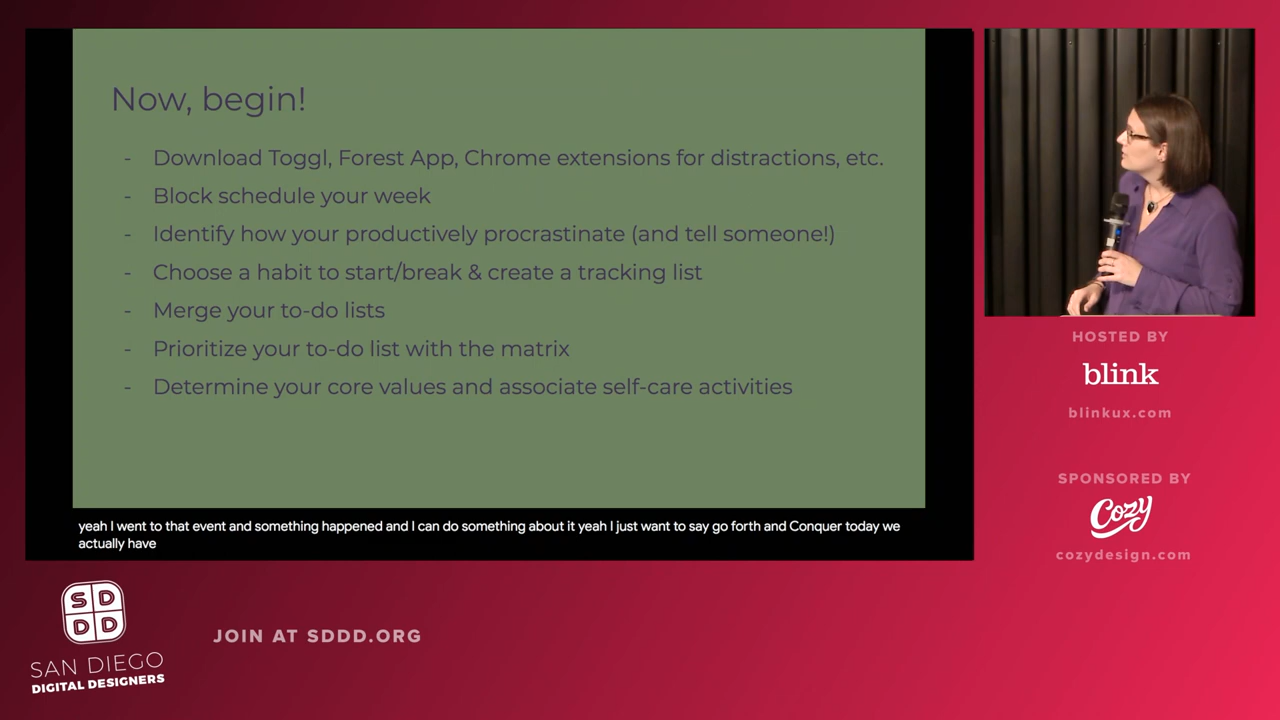 Now, begin!
- Download Toggl, Forest App, Chrome extensions for distractions, etc.
- Block schedule your week
- Identify how your productively procrastinate (and tell someone!)
- Choose a habit to start/break & create a tracking list
- Merge your to-do lists
- Prioritize your to-do list with the matrix
- Determine your core values and associate self-care activities
yeah I went to that event and something happened and I can do something about it yeah I just want to say go forth and Conquer today we
actually have
HOSTED BY
blink
blinkux.com
SPONSORED BY
Cozy
cozydesign.com
SD
DD
SAN DIEGO
DIGITAL DESIGNERS
JOIN AT SDDD.ORG